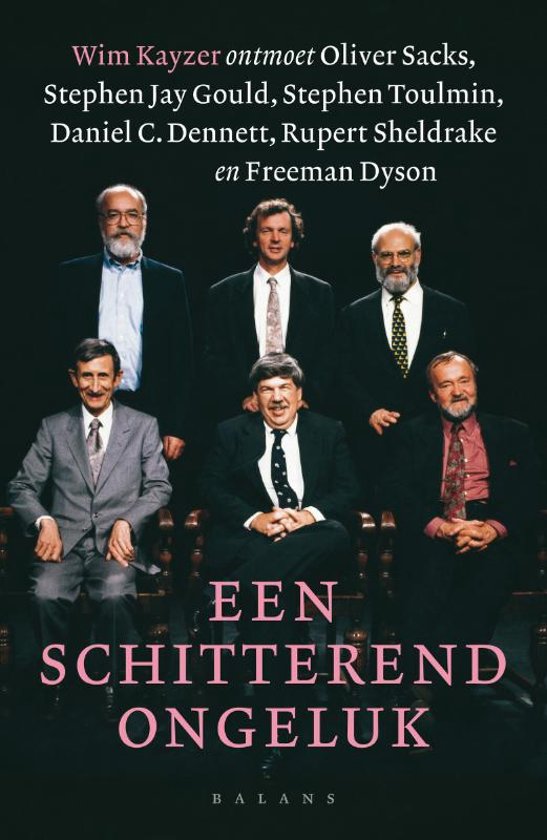 Wim Kayzer ontmoet Oliver Sacks,
Stephen Jay Gould, Stephen Toulmin,
Daniel C. Dennett, Rupert Sheldrake
en Freeman Dyson
EEN
SCHITTEREND
ONGELUK
BALANS